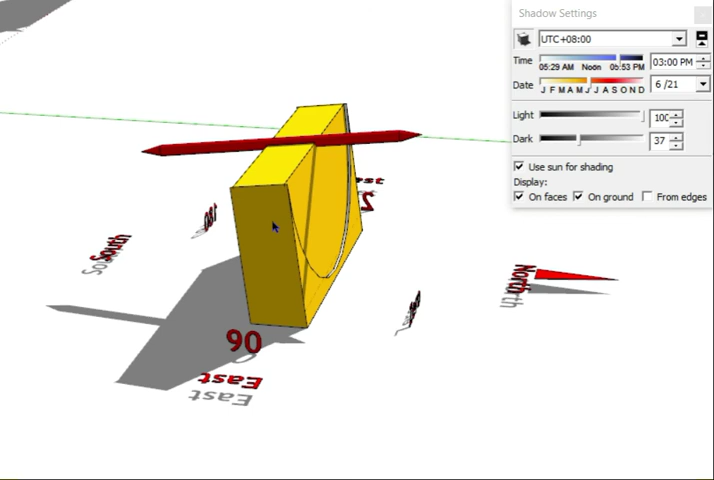 Shadow Settings
UTC+08:00
Time
05:29 AM Noon 06:53 PM
03:00 PM
Date
J F M A M J J A S O N D
6 /21
Light
100
Dark
37
Use sun for shading
Display:
On faces
On ground
From edges
180
South
North
90
East
East